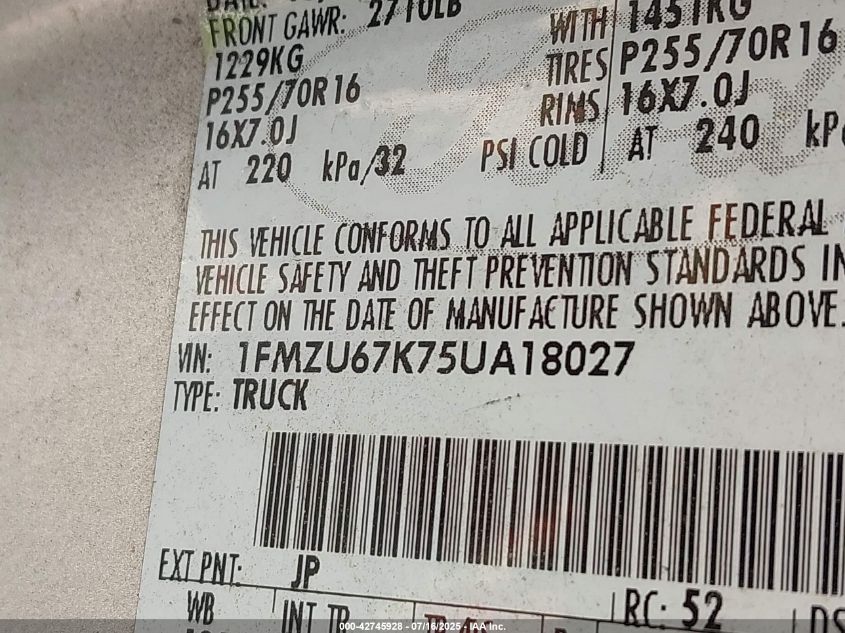 FRONT GAWR: 2710LB WITH 1451KG
1229KG TIRES P255/70R16
P255/70R16 RIMS 16X7.0J
16X7.0J
AT 220 kPa/32 PSI COLD AT 240
THIS VEHICLE CONFORMS TO ALL APPLICABLE FEDERAL
VEHICLE SAFETY AND THEFT PREVENTION STANDARDS IN
EFFECT ON THE DATE OF MANUFACTURE SHOWN ABOVE.
VIN: 1FMZU67K75UA18027
TYPE: TRUCK
EXT PNT: JP
RC: 52
WB INT TR
000-42745928 - 07/16/2025 - IAA Inc.